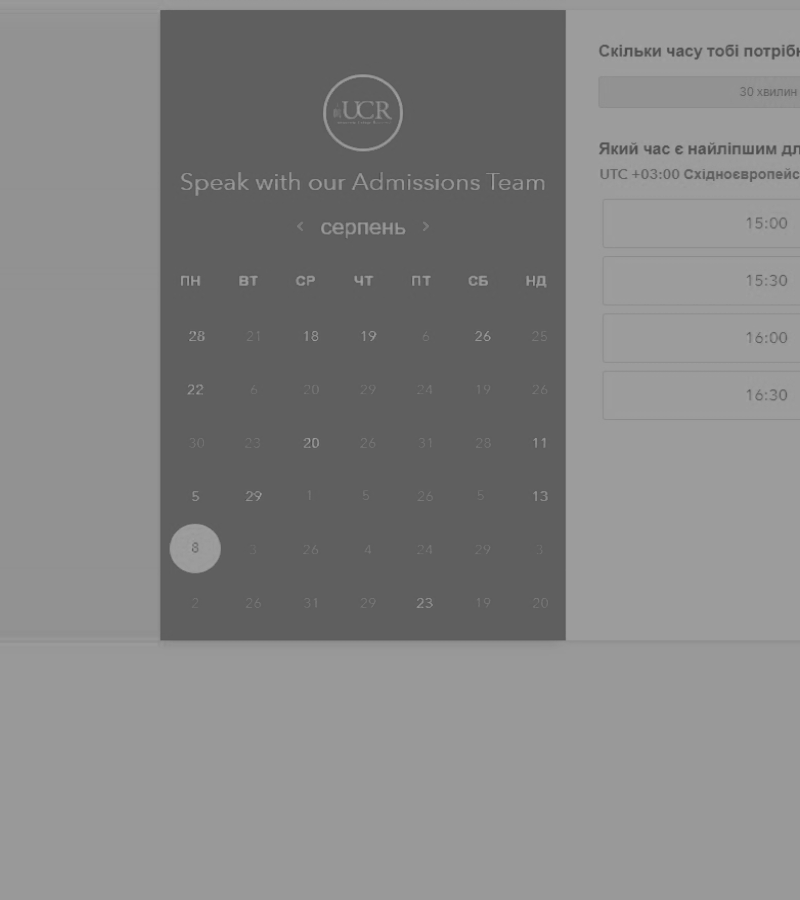 UCR
Speak with our Admissions Team
серпень
ПН ВТ СР ЧТ ПТ СБ НД
28 21 18 19 6 26 25
22 6 20 29 24 19 26
30 23 20 26 31 28 11
5 29 1 5 26 5 13
8 3 26 4 24 29 3
2 26 31 29 23 19 20
Скільки часу тобі
30 хвилин
Який час є найліпшим
UTC +03:00
15:00
15:30
16:00
16:30